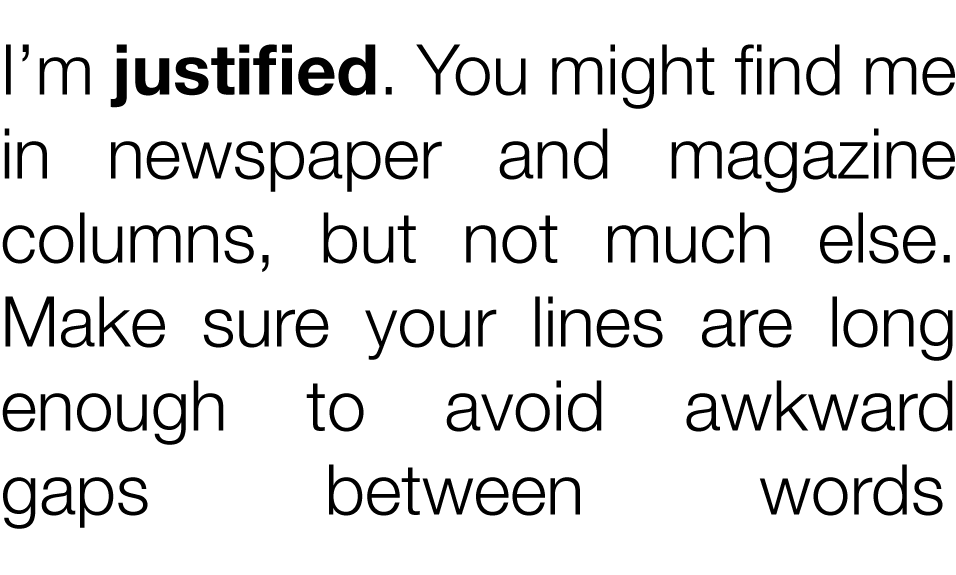 I’m justified. You might find me
in newspaper and magazine
columns, but not much else.
Make sure your lines are long
enough to avoid awkward
gaps between words